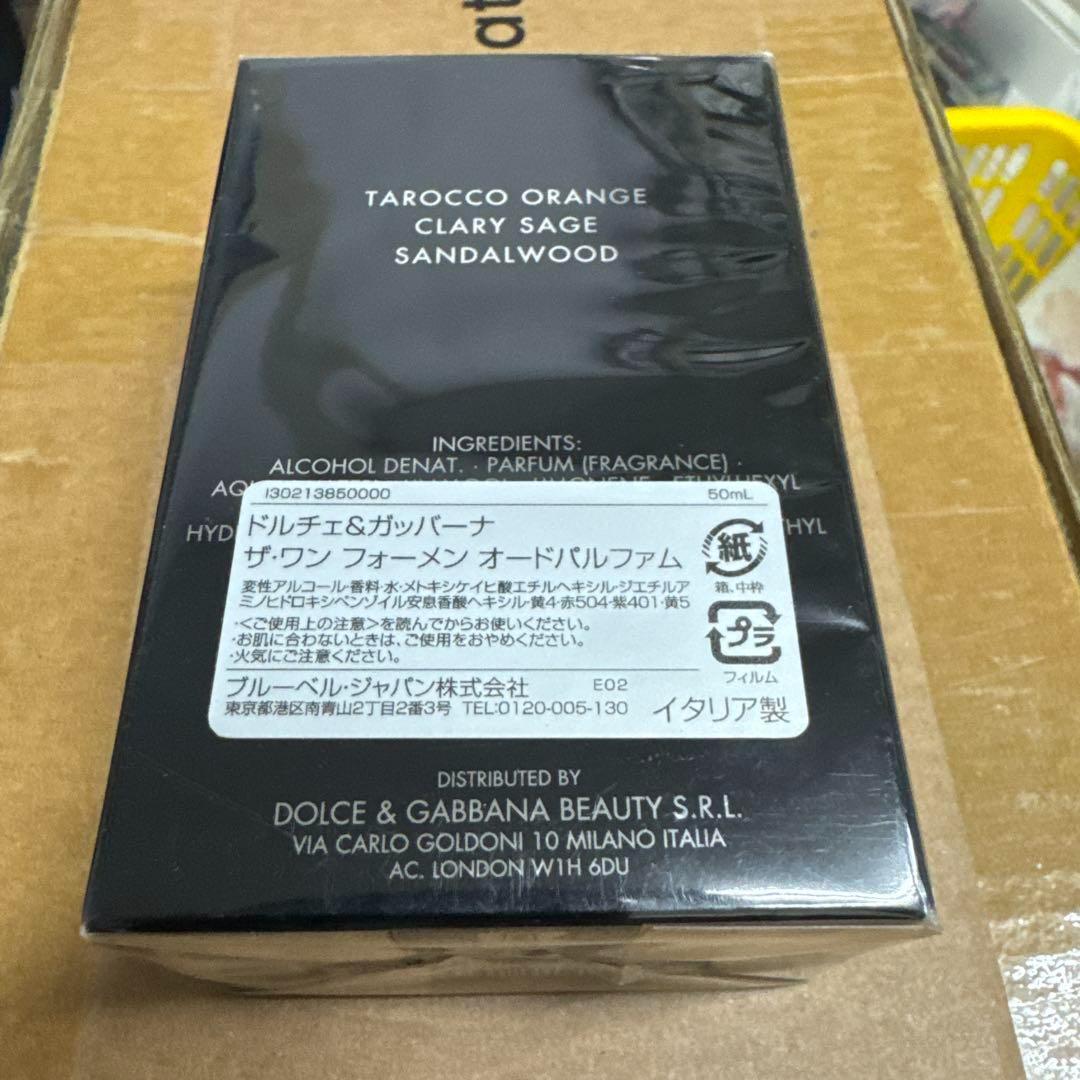 at
TAROCCO ORANGE
CLARY SAGE
SANDALWOOD
INGREDIENTS:
ALCOHOL DENAT. · PARFUM (FRAGRANCE) ·
I30213850000 50mL
ドルチェ&ガッバーナ
ザ・ワン フォーメン オードパルファム
紙
箱、中枠
変性アルコール・香料・水・メトキシケイヒ酸エチルヘキシル・ジエチルア
ミノヒドロキシベンゾイル安息香酸ヘキシル・黄4・赤504・紫401・黄5
・<ご使用上の注意>を読んでからお使いください。
・お肌に合わないときは、ご使用をおやめください。
・火気にご注意ください。
プラ
フィルム
ブルーベル・ジャパン株式会社 E02
東京都港区南青山2丁目2番3号 TEL:0120-005-130 イタリア製
DISTRIBUTED BY
DOLCE & GABBANA BEAUTY S.R.L.
VIA CARLO GOLDONI 10 MILANO ITALIA
AC. LONDON W1H 6DU